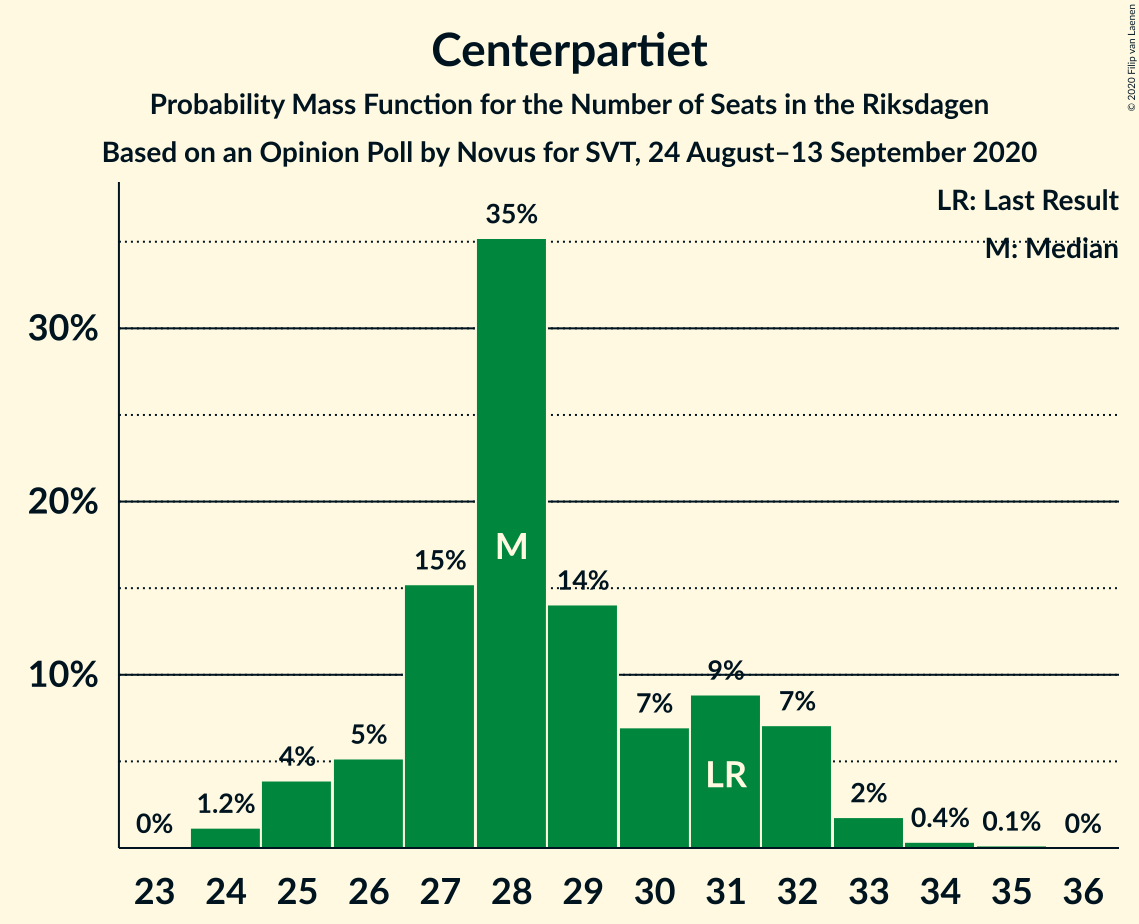 Centerpartiet
Probability Mass Function for the Number of Seats in the Riksdagen
Based on an Opinion Poll by Novus for SVT, 24 August–13 September 2020
© 2020 Filip van Laenen
LR: Last Result
M: Median
30%
20%
10%
0%
1.2%
4%
5%
15%
35%
14%
7%
9%
7%
2%
0.4%
0.1%
0%
M
LR
23 24 25 26 27 28 29 30 31 32 33 34 35 36